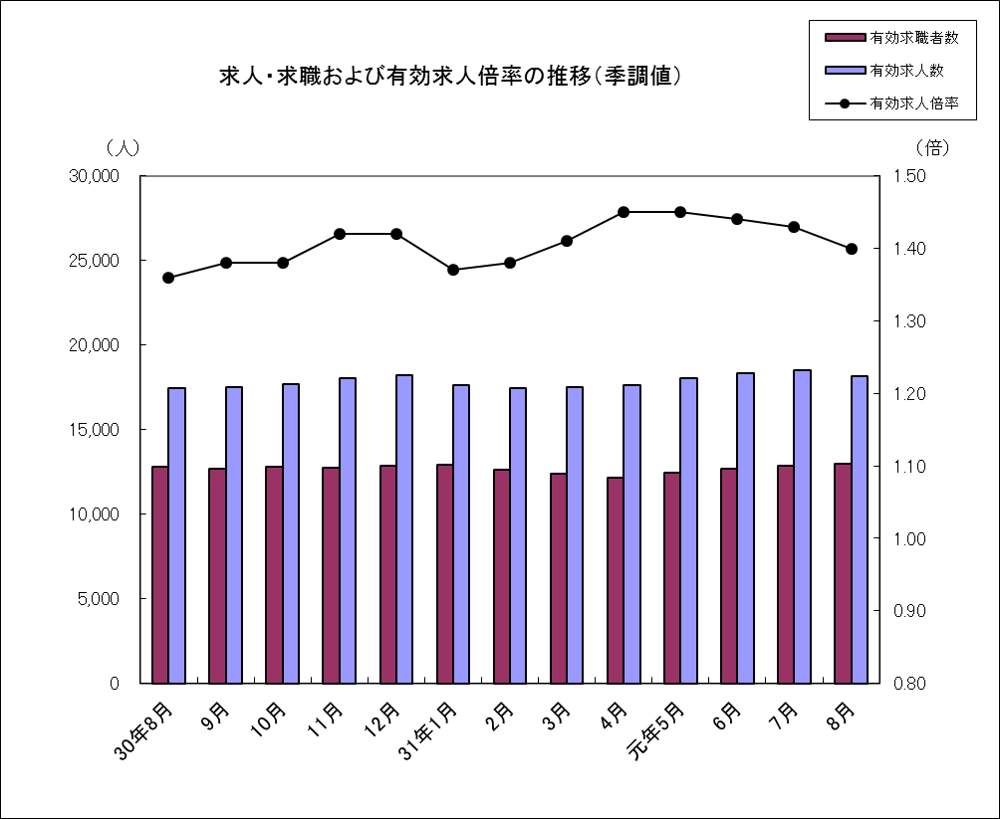 有効求職者数
有効求人数
有効求人倍率
求人・求職および有効求人倍率の推移（季調値）
（人）
（倍）
30,000
25,000
20,000
15,000
10,000
5,000
0
1.50
1.40
1.30
1.20
1.10
1.00
0.90
0.80
30年8月
9月
10月
11月
12月
31年1月
2月
3月
4月
元年5月
6月
7月
8月